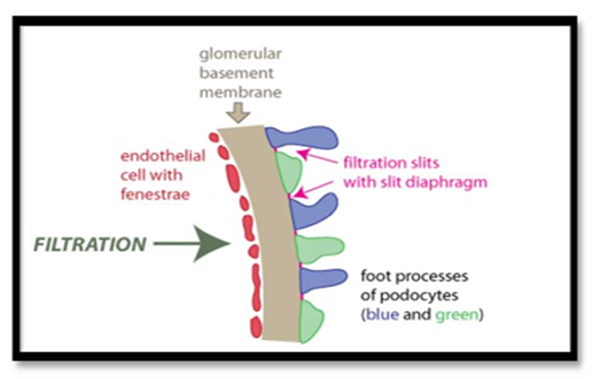 glomerular
basement
membrane
endothelial
cell with
fenestrae
filtration slits
with slit diaphragm
FILTRATION
foot processes
of podocytes
(blue and green)